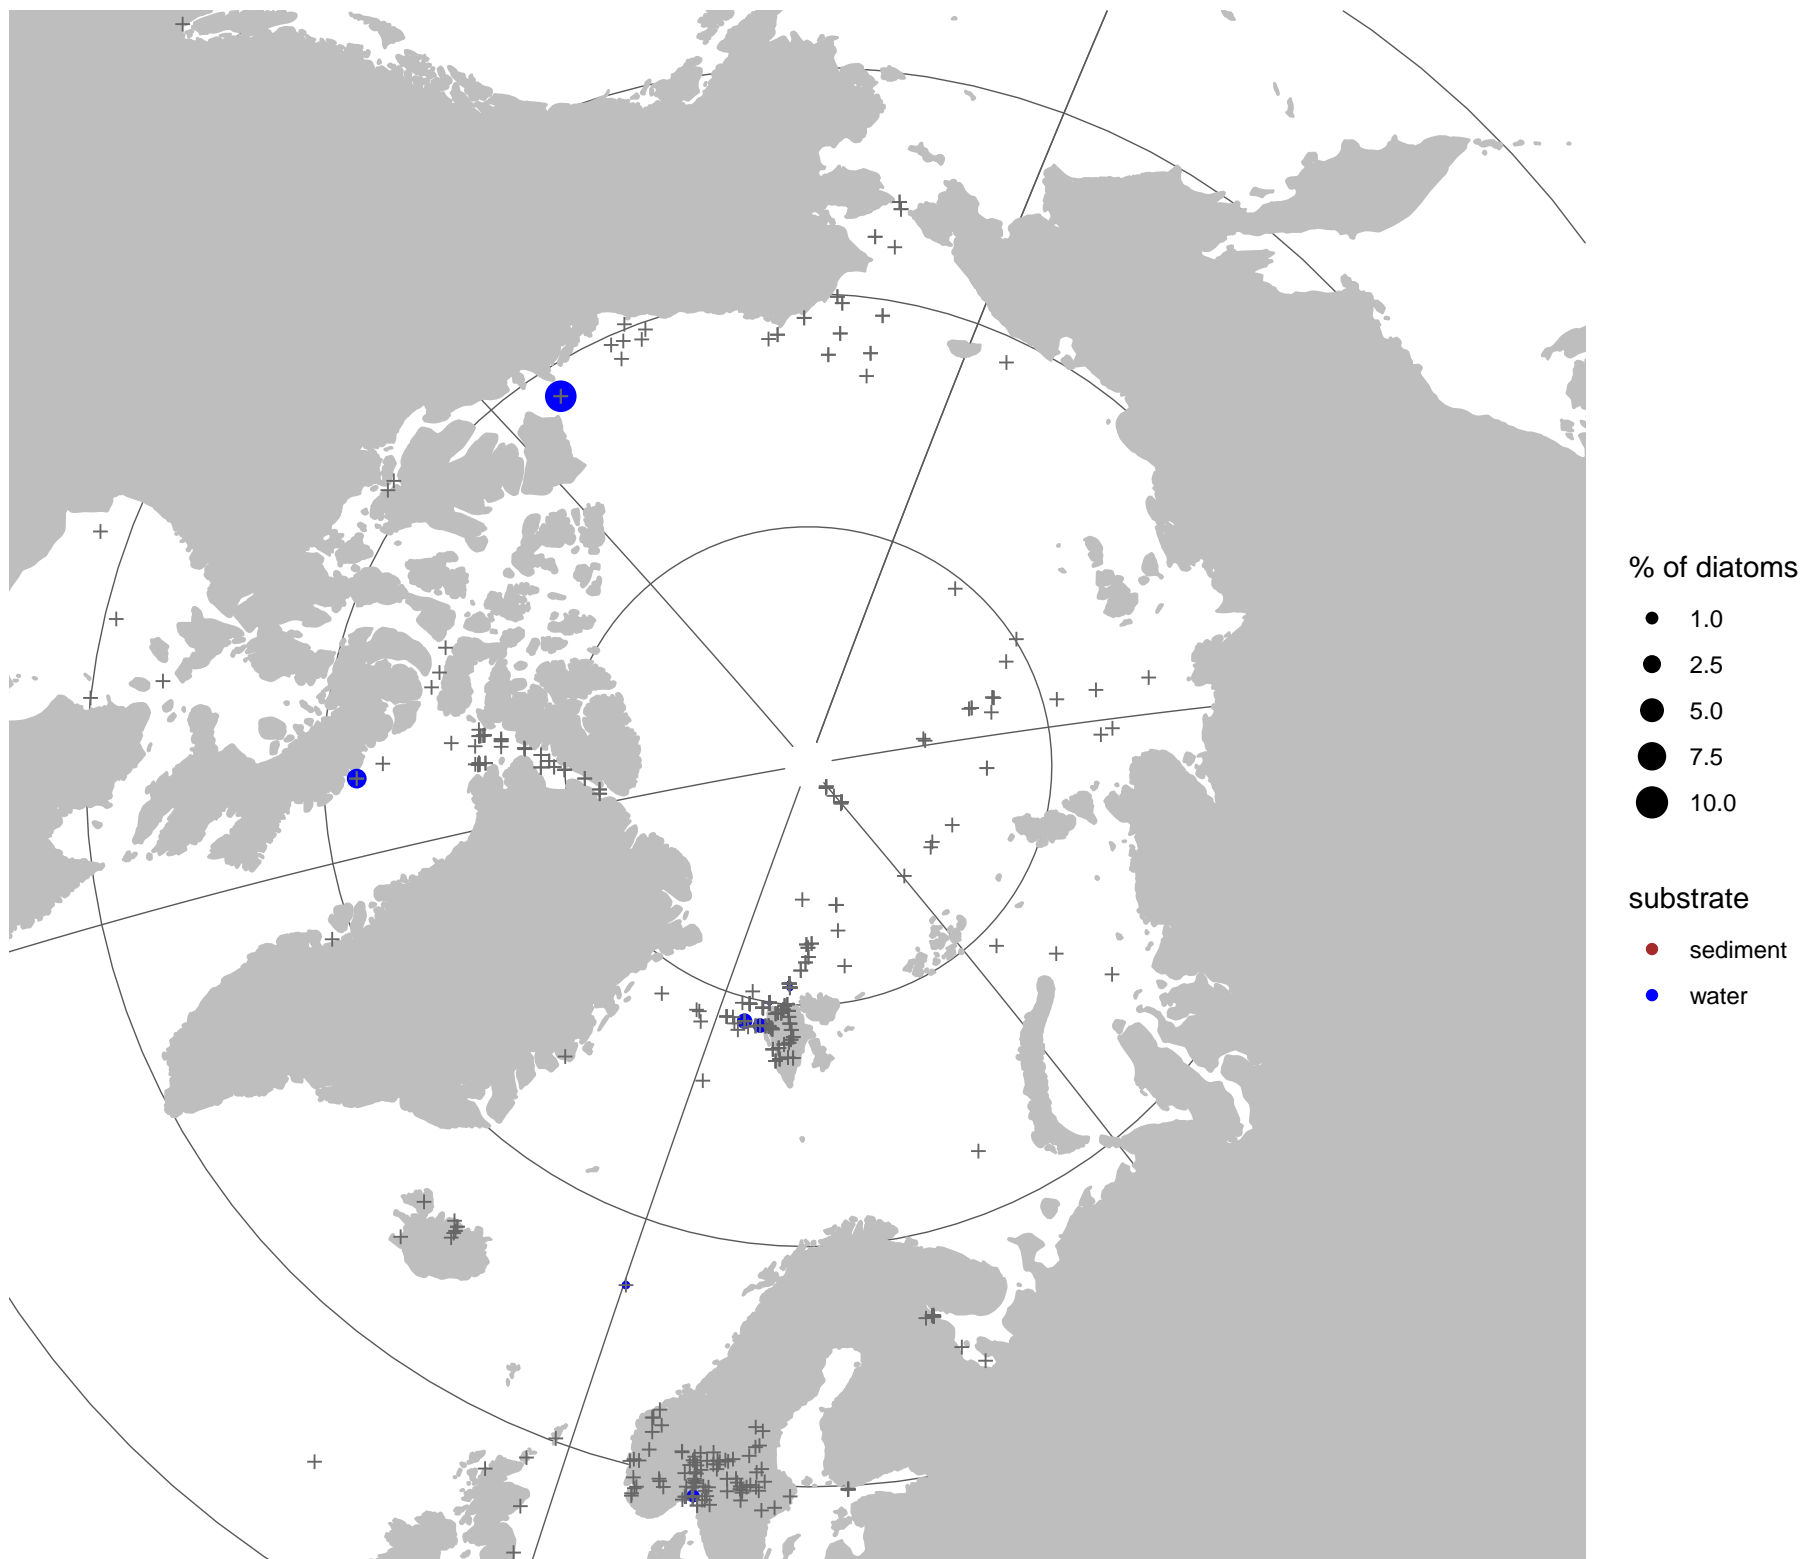 % of diatoms
1.0
2.5
5.0
7.5
10.0
substrate
sediment
water